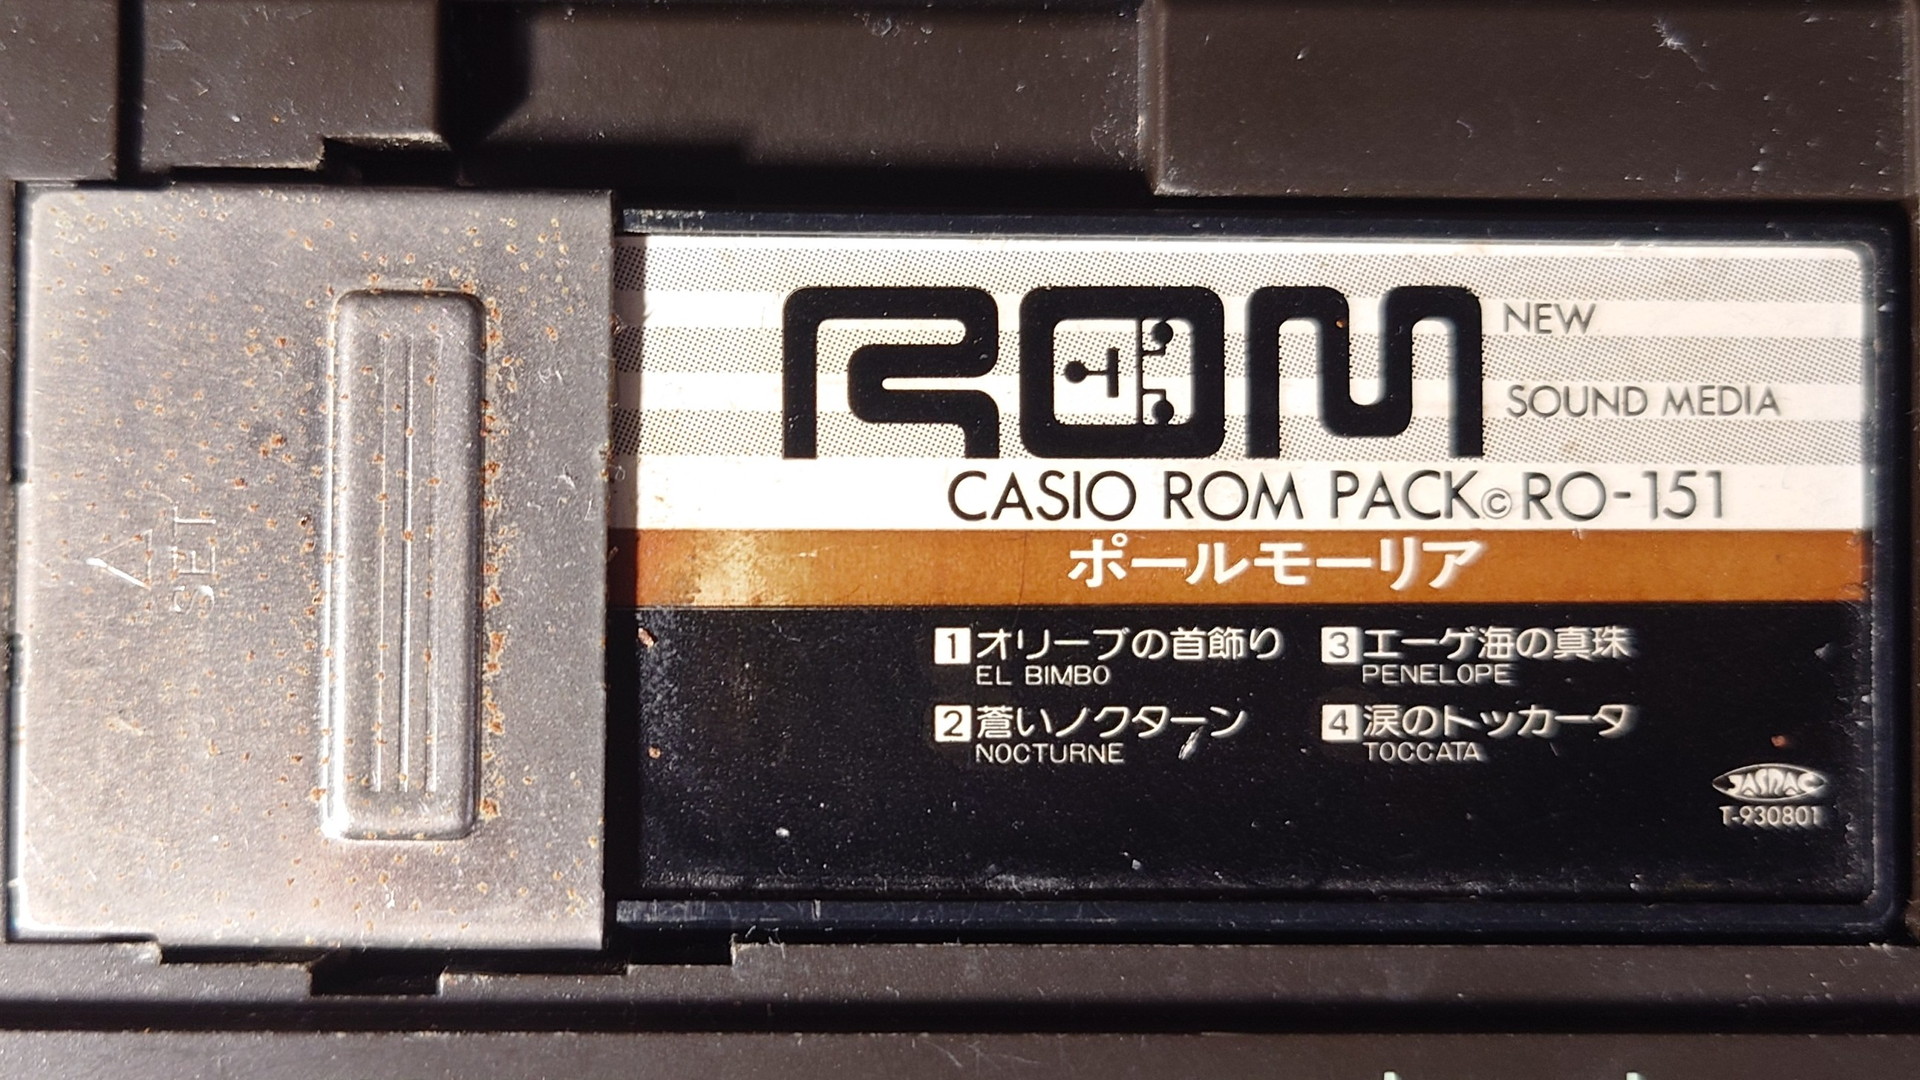 △
SET
ROM
NEW
SOUND MEDIA
CASIO ROM PACK©RO-151
ポールモーリア
1 オリーブの首飾り
EL BIMBO
2 蒼いノクターン
NOCTURNE
3 エーゲ海の真珠
PENELOPE
4 涙のトッカータ
TOCCATA
JASRAC
T-930801